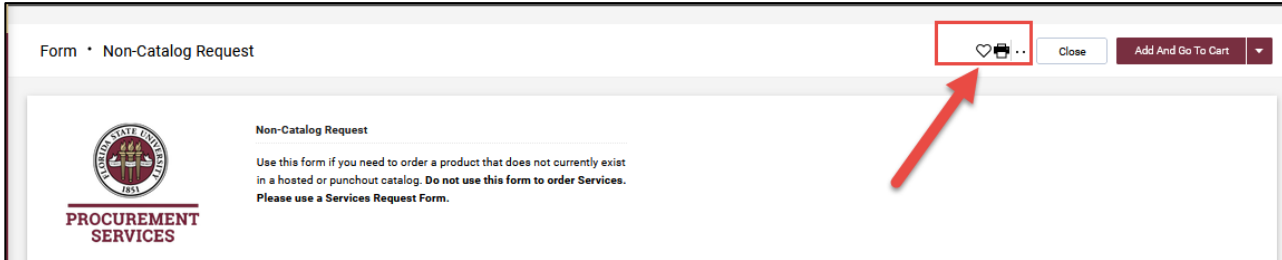 Form • Non-Catalog Request
Close
Add And Go To Cart
FLORIDA STATE UNIVERSITY
1851
PROCUREMENT
SERVICES
Non-Catalog Request
Use this form if you need to order a product that does not currently exist
in a hosted or punchout catalog. Do not use this form to order Services.
Please use a Services Request Form.